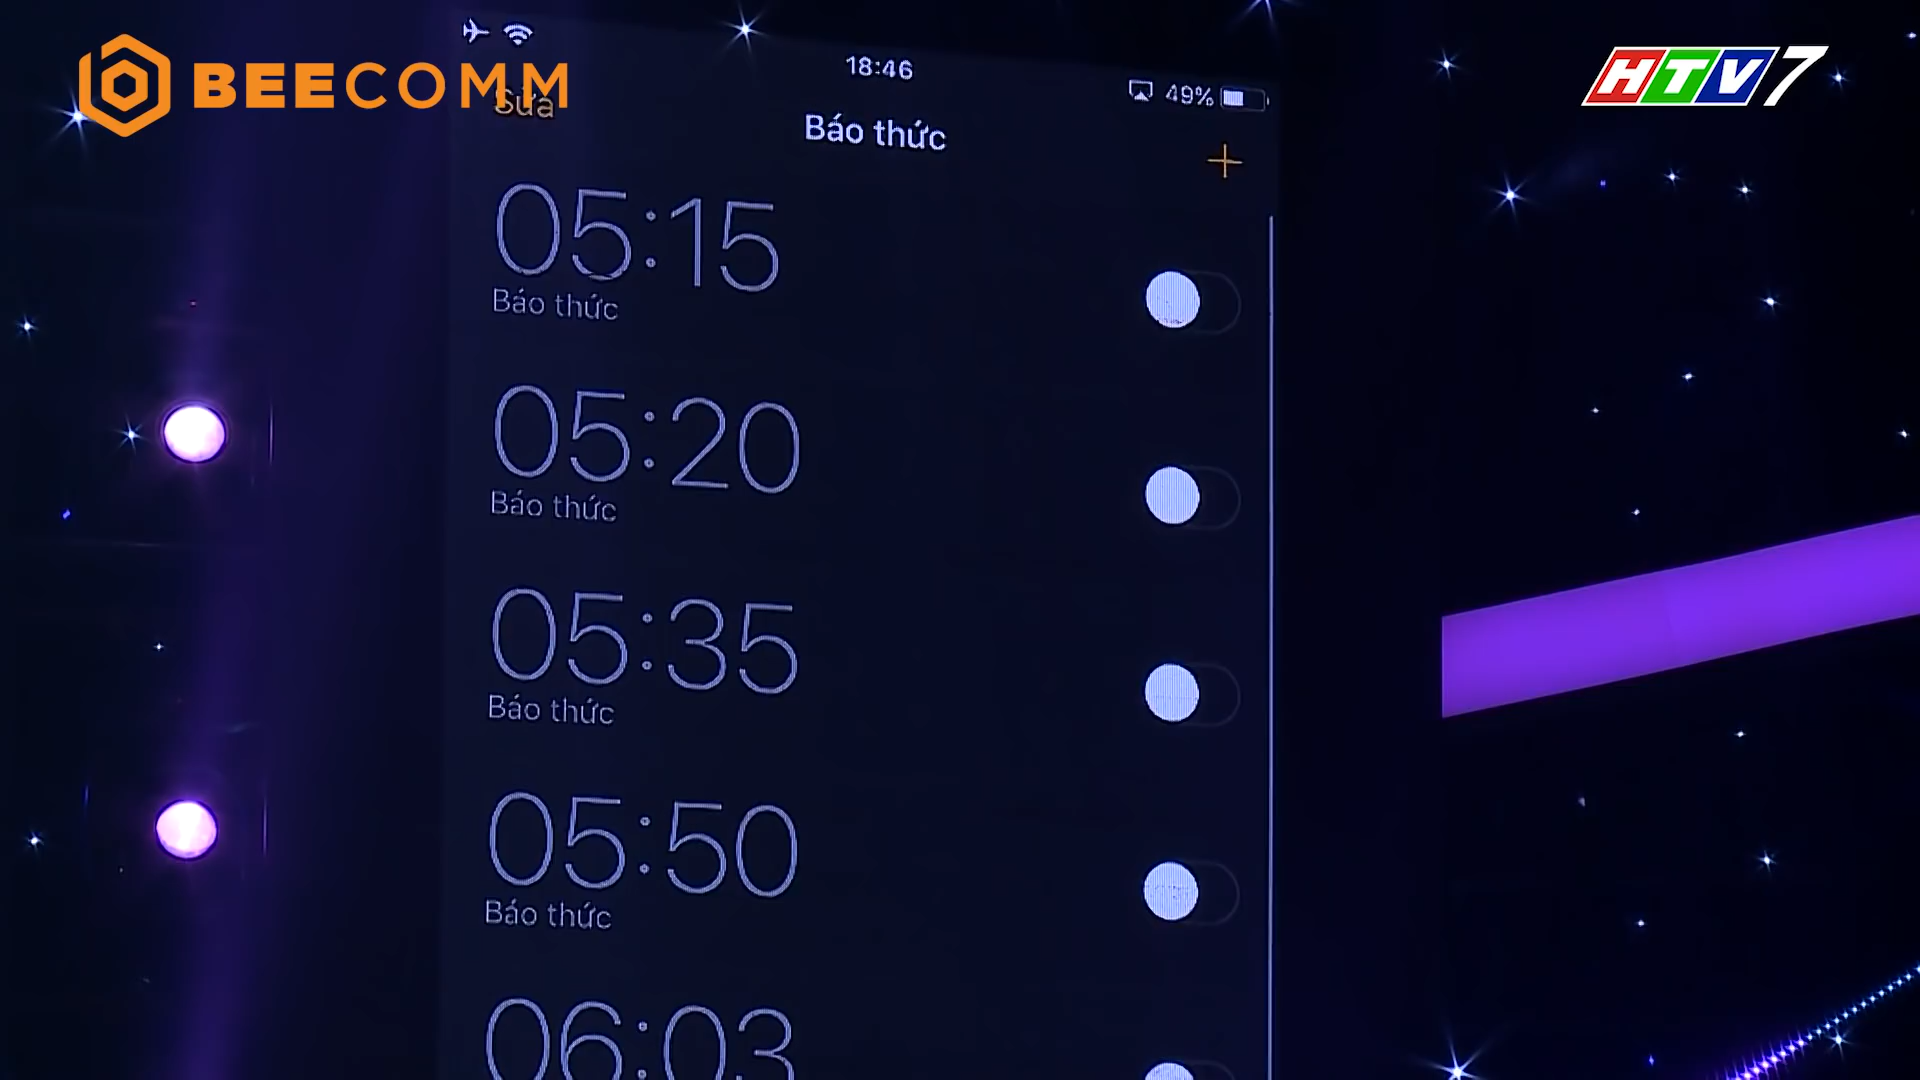 BEECOMM
HTV7
18:46
49%
Sửa
Báo thức
+
05:15
Báo thức
05:20
Báo thức
05:35
Báo thức
05:50
Báo thức
06:03